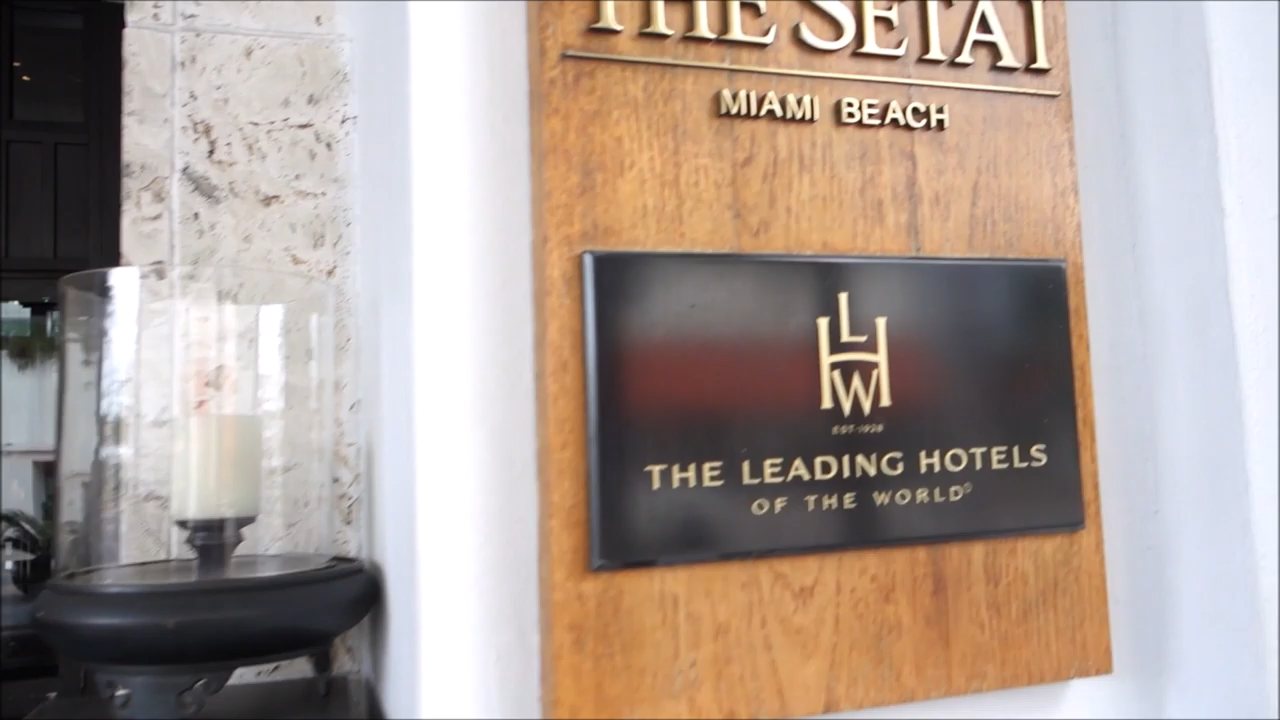 THE SETAI
MIAMI BEACH
LHW
EST·1928
THE LEADING HOTELS
OF THE WORLD®